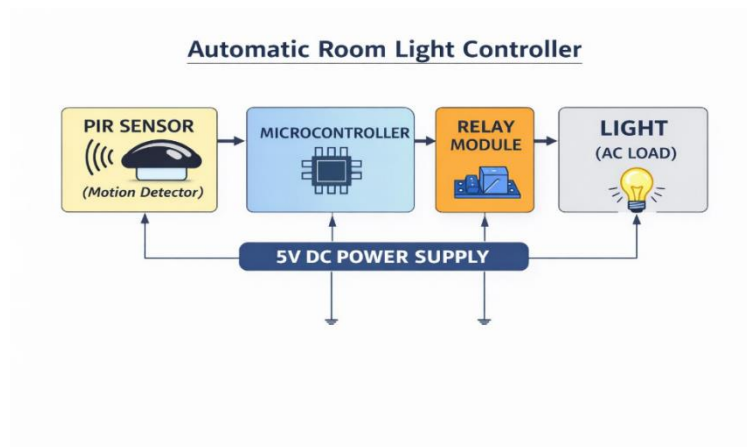 Automatic Room Light Controller
PIR SENSOR
(Motion Detector)
MICROCONTROLLER
RELAY
MODULE
LIGHT
(AC LOAD)
5V DC POWER SUPPLY